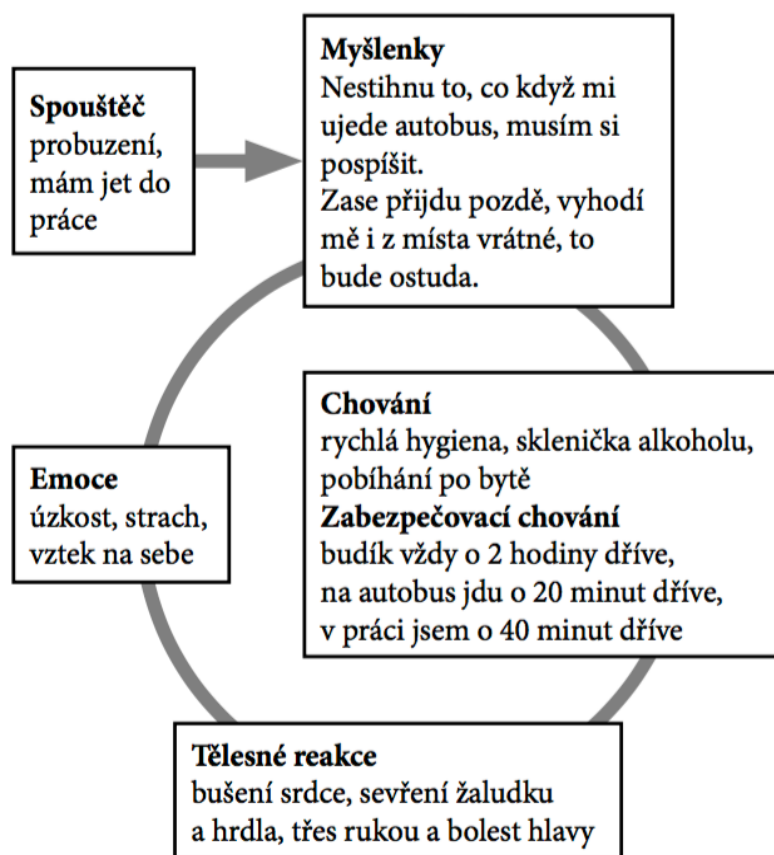 Spouštěč
probuzení,
mám jet do
práce
Myšlenky
Nestihnu to, co když mi
ujede autobus, musím si
pospíšit.
Zase přijdu pozdě, vyhodí
mě i z místa vrátné, to
bude ostuda.
Chování
rychlá hygiena, sklenička alkoholu,
pobíhání po bytě
Zabezpečovací chování
budík vždy o 2 hodiny dříve,
na autobus jdu o 20 minut dříve,
v práci jsem o 40 minut dříve
Emoce
úzkost, strach,
vztek na sebe
Tělesné reakce
bušení srdce, sevření žaludku
a hrdla, třes rukou a bolest hlavy